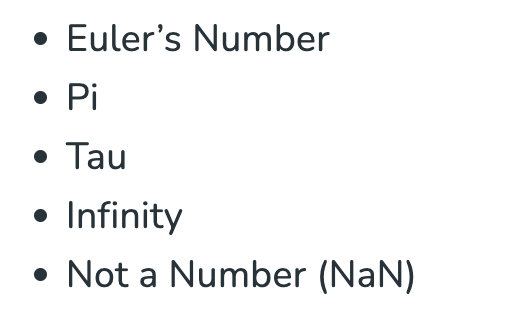 • Euler’s Number
• Pi
• Tau
• Infinity
• Not a Number (NaN)